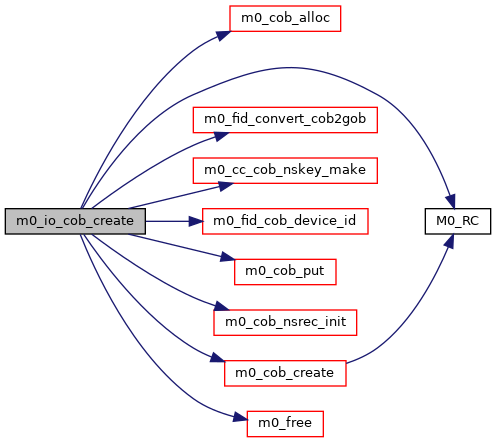 m0_cob_alloc
m0_fid_convert_cob2gob
m0_cc_cob_nskey_make
m0_io_cob_create
m0_fid_cob_device_id
M0_RC
m0_cob_put
m0_cob_nsrec_init
m0_cob_create
m0_free